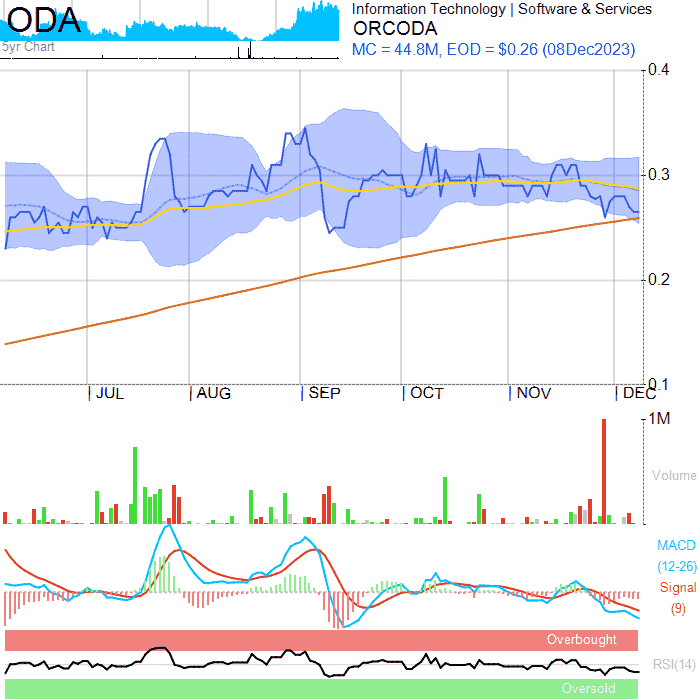 ODA
5yr Chart
Information Technology | Software & Services
ORCODA
MC = 44.8M, EOD = $0.26 (08Dec2023)
0.4
0.3
0.2
0.1
JUL AUG SEP OCT NOV DEC
1M
Volume
MACD
(12-26)
Signal
(9)
Overbought
RSI(14)
Oversold